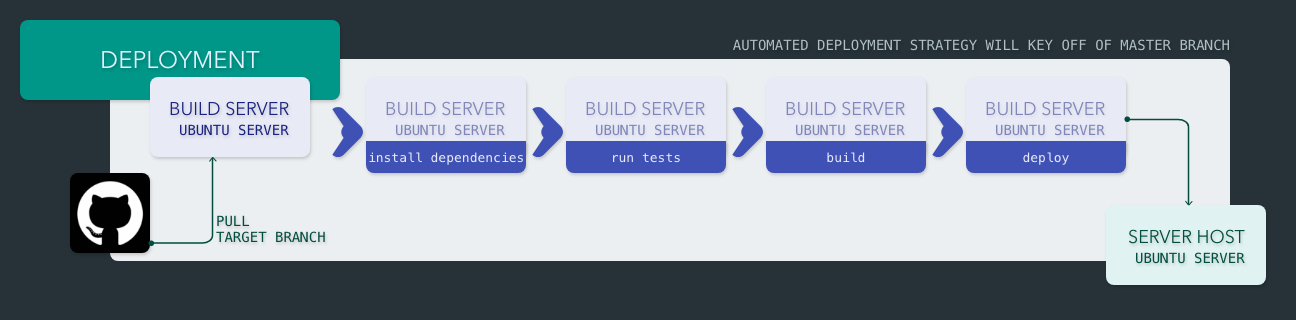 DEPLOYMENT
AUTOMATED DEPLOYMENT STRATEGY WILL KEY OFF OF MASTER BRANCH
BUILD SERVER
UBUNTU SERVER
BUILD SERVER
UBUNTU SERVER
install dependencies
BUILD SERVER
UBUNTU SERVER
run tests
BUILD SERVER
UBUNTU SERVER
build
BUILD SERVER
UBUNTU SERVER
deploy
PULL
TARGET BRANCH
SERVER HOST
UBUNTU SERVER